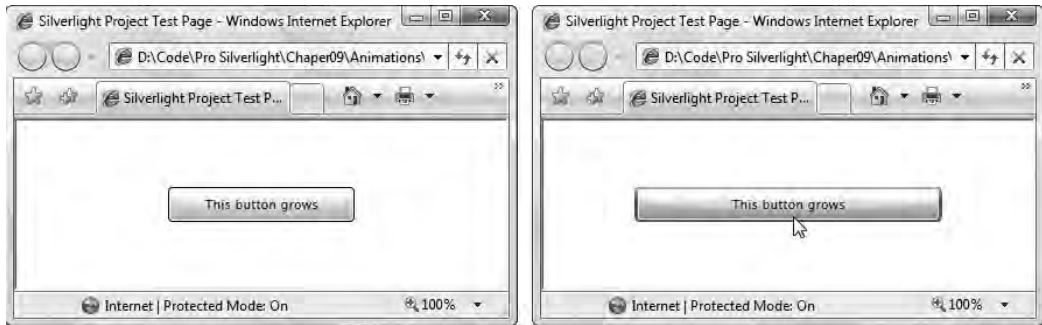 Silverlight Project Test Page - Windows Internet Explorer
D:\Code\Pro Silverlight\Chaper09\Animations\
Silverlight Project Test P...
This button grows
Internet | Protected Mode: On
100%
Silverlight Project Test Page - Windows Internet Explorer
D:\Code\Pro Silverlight\Chaper09\Animations\
Silverlight Project Test P...
This button grows
Internet | Protected Mode: On
100%